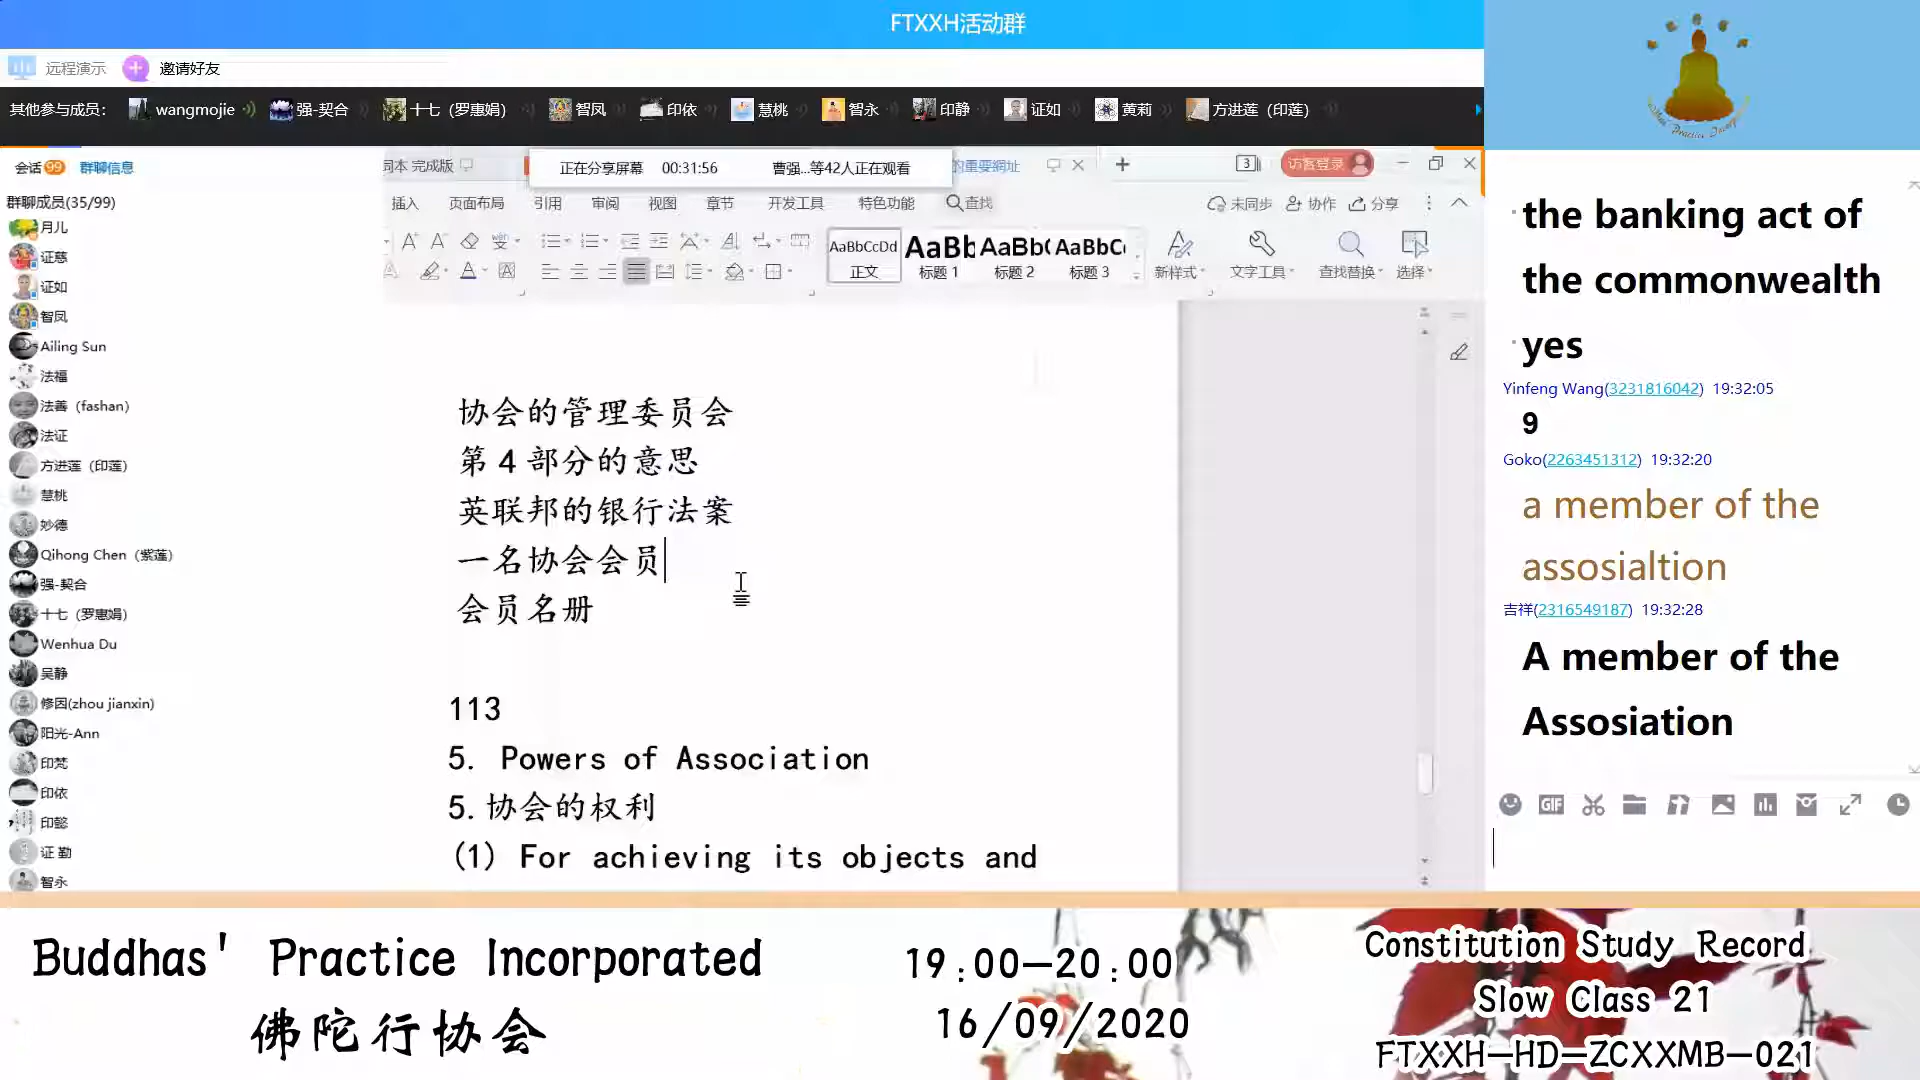 FTXXH活动群
远程演示
邀请好友
其他参与成员:
wangmojie
强-契合
十七（罗惠娟）
智凤
印依
慧桃
智永
印静
证如
黄莉
方进莲（印莲）
会话 99 群聊信息
同本 完成版
正在分享屏幕 00:31:56 曹强...等42人正在观看
的重要網址
3
访客登录
群聊成员(35/99)
插入 页面布局 引用 审阅 视图 章节 开发工具 特色功能 查找
未同步 协作 分享
AaBbCcDd AaBb AaBb( AaBbC
正文 标题 1 标题 2 标题 3 新样式 文字工具 查找替换 选择
月儿
证慈
证如
智凤
Ailing Sun
法福
法善（fashan）
法证
方进莲（印莲）
慧桃
妙德
Qihong Chen（紫莲）
强-契合
十七（罗惠娟）
Wenhua Du
吴静
修因(zhou jianxin)
阳光-Ann
印梵
印依
印懿
证 勤
智永
协会的管理委员会
第 4 部分的意思
英联邦的银行法案
一名协会会员
会员名册
113
5. Powers of Association
5. 协会的权利
(1) For achieving its objects and
the banking act of
the commonwealth
yes
Yinfeng Wang(3231816042) 19:32:05
9
Goko(2263451312) 19:32:20
a member of the
assosialtion
吉祥(2316549187) 19:32:28
A member of the
Assosiation
GIF
Buddhas' Practice Incorporated
佛陀行协会
19:00—20:00
16/09/2020
Constitution Study Record
Slow Class 21
FTXXH—HD—ZCXXMB—021